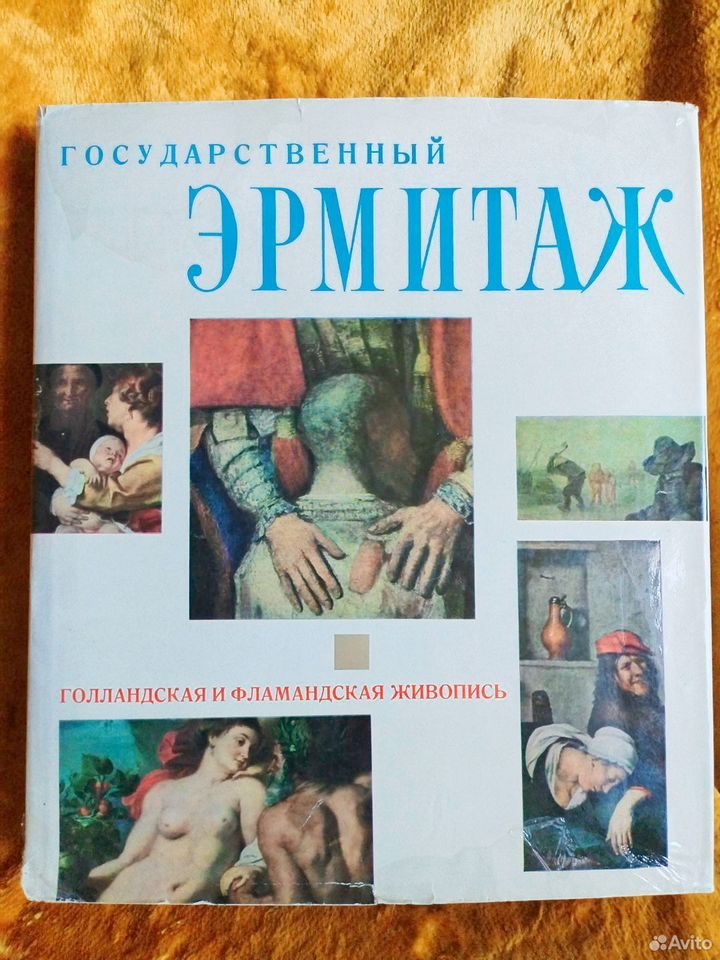 ГОСУДАРСТВЕННЫЙ
ЭРМИТАЖ
ГОЛЛАНДСКАЯ И ФЛАМАНДСКАЯ ЖИВОПИСЬ
Avito